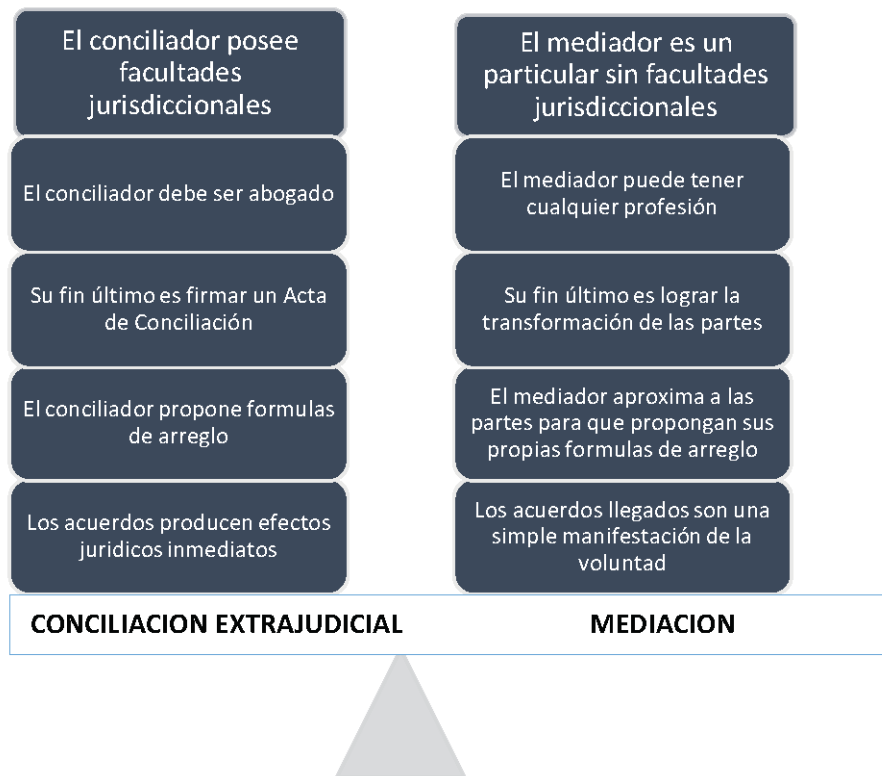 El conciliador posee
facultades
jurisdiccionales
El conciliador debe ser abogado
Su fin último es firmar un Acta
de Conciliación
El conciliador propone formulas
de arreglo
Los acuerdos producen efectos
juridicos inmediatos
El mediador es un
particular sin facultades
jurisdiccionales
El mediador puede tener
cualquier profesión
Su fin último es lograr la
transformación de las partes
El mediador aproxima a las
partes para que propongan sus
propias formulas de arreglo
Los acuerdos llegados son una
simple manifestación de la
voluntad
CONCILIACION EXTRAJUDICIAL
MEDIACION